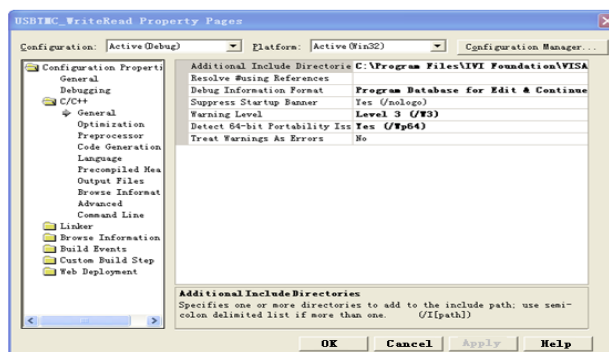 USBTMC_WriteRead Property Pages
Configuration: Active(Debug) Platform: Active(Win32) Configuration Manager...
Configuration Properti
General
Debugging
C/C++
General
Optimization
Preprocessor
Code Generation
Language
Precompiled Hea
Output Files
Browse Informat
Advanced
Command Line
Linker
Browse Information
Build Events
Custom Build Step
Web Deployment
Additional Include Directorie C:\Program Files\IVI Foundation\VISA
Resolve #using References
Debug Information Format Program Database for Edit & Continue
Suppress Startup Banner Yes (/nologo)
Warning Level Level 3 (/W3)
Detect 64-bit Portability Iss Yes (/Wp64)
Treat Warnings As Errors No
Additional Include Directories
Specifies one or more directories to add to the include path; use semi-
colon delimited list if more than one. (/I[path])
OK Cancel Apply Help